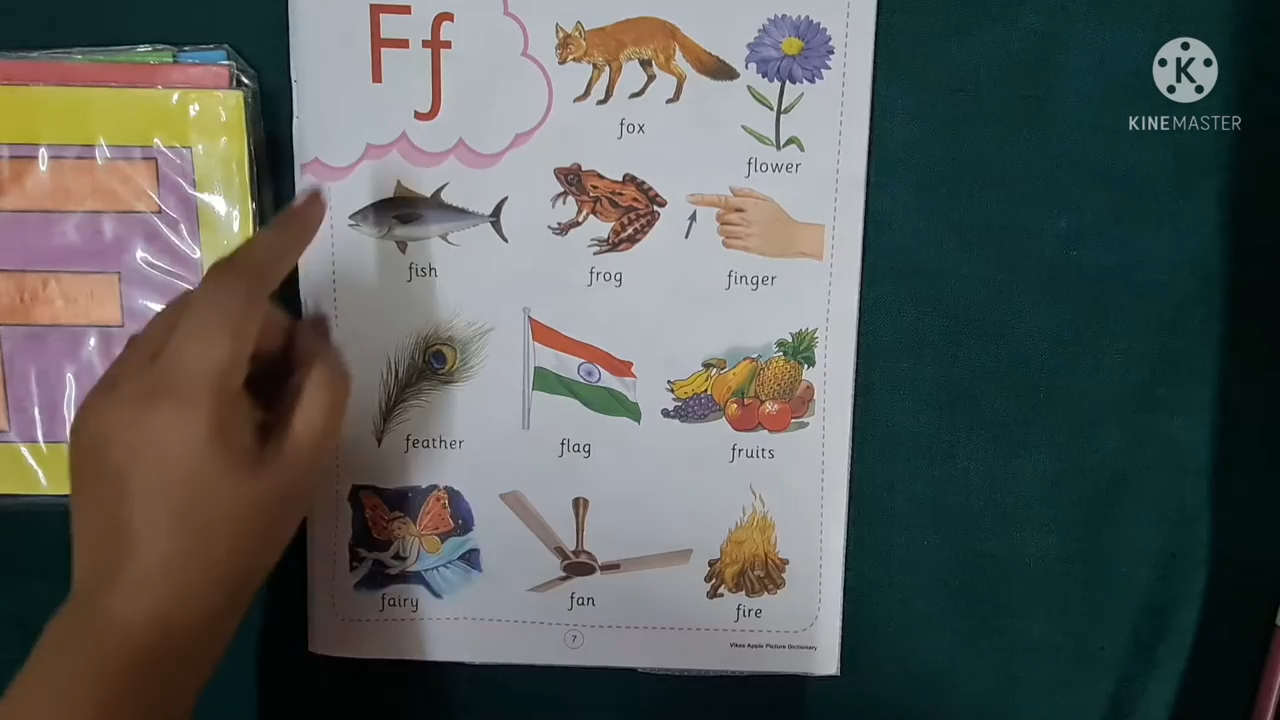 Ff
fox
flower
fish
frog
finger
feather
flag
fruits
fairy
fan
fire
7
Vikas Apple Picture Dictionary
K
KINEMASTER